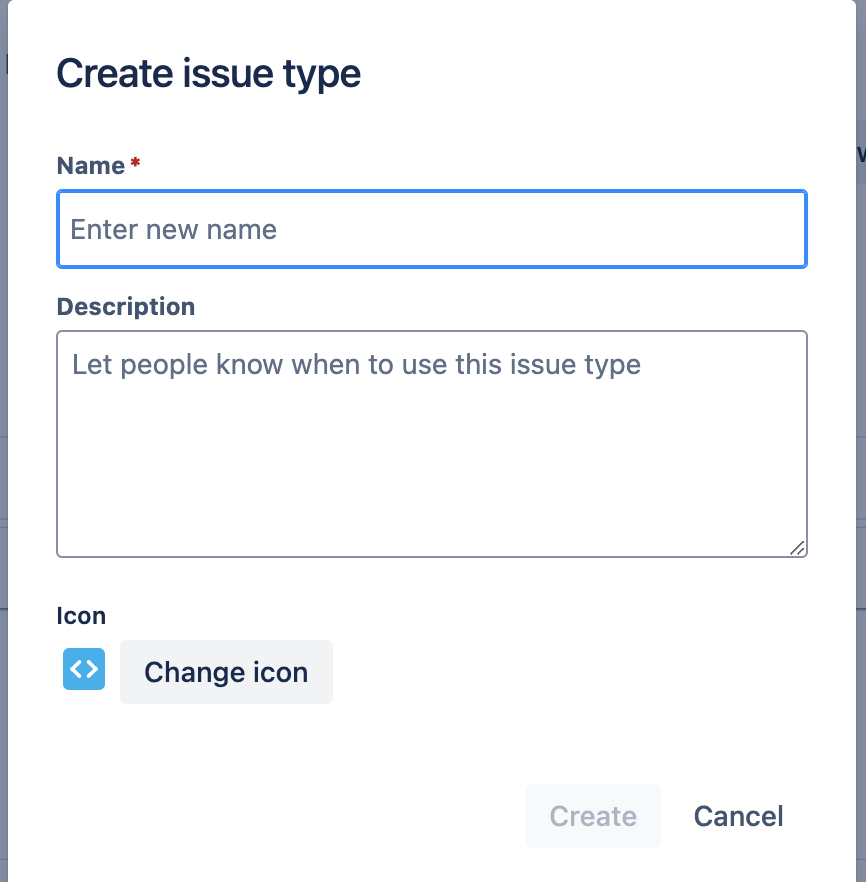 Create issue type
Name *
Enter new name
Description
Let people know when to use this issue type
Icon
Change icon
Create Cancel